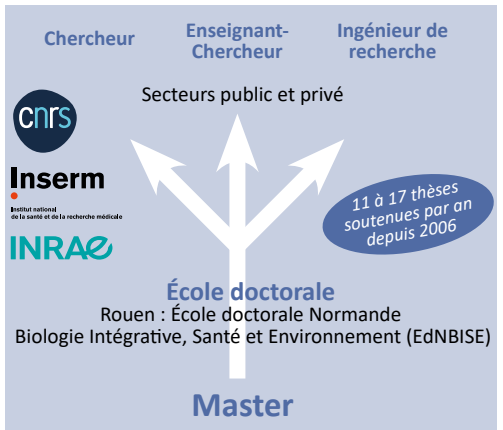 Chercheur
Enseignant-
Chercheur
Ingénieur de
recherche
Secteurs public et privé
cnrs
Inserm
Institut national
de la santé et de la recherche médicale
INRAE
11 à 17 thèses
soutenues par an
depuis 2006
École doctorale
Rouen : École doctorale Normande
Biologie Intégrative, Santé et Environnement (EdNBISE)
Master